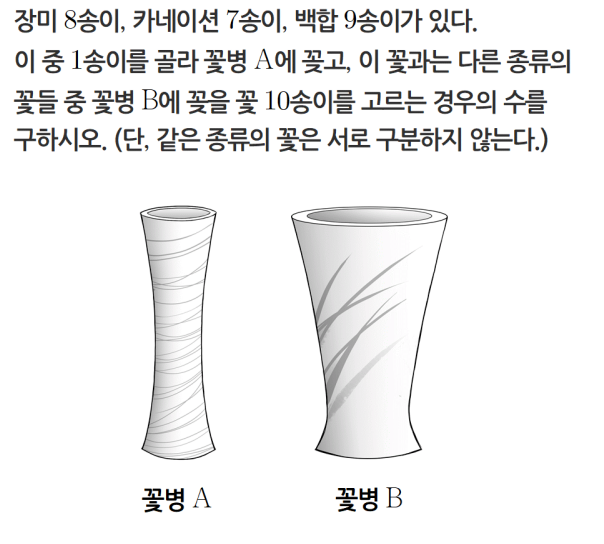 장미 8송이, 카네이션 7송이, 백합 9송이가 있다.
이 중 1송이를 골라 꽃병 A에 꽂고, 이 꽃과는 다른 종류의
꽃들 중 꽃병 B에 꽂을 꽃 10송이를 고르는 경우의 수를
구하시오. (단, 같은 종류의 꽃은 서로 구분하지 않는다.)
꽃병 A 꽃병 B